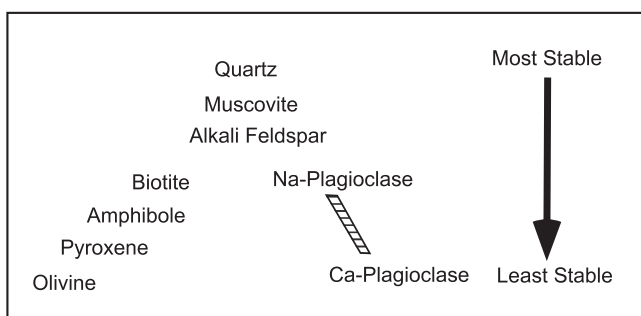 Most Stable
Quartz
Muscovite
Alkali Feldspar
Biotite
Na-Plagioclase
Amphibole
Pyroxene
Olivine
Ca-Plagioclase
Least Stable